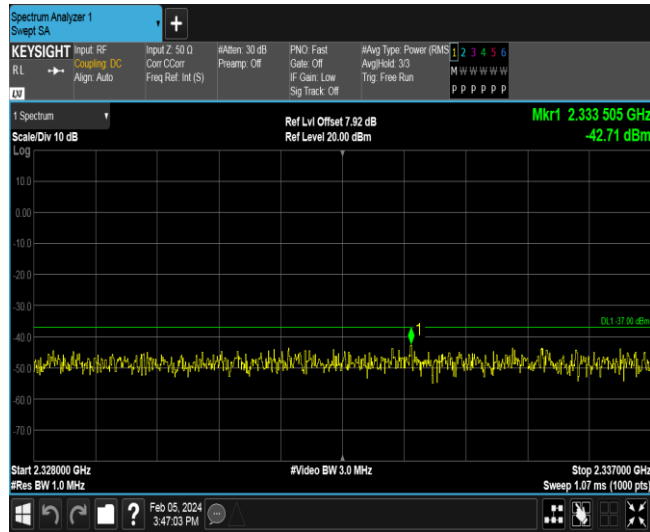 Spectrum Analyzer 1
Swept SA
KEYSIGHT
RL
LXI
Input: RF
Coupling: DC
Align: Auto
Input Z: 50 Ω
Corr CCorr
Freq Ref: Int (S)
#Atten: 30 dB
Preamp: Off
PNO: Fast
Gate: Off
IF Gain: Low
Sig Track: Off
#Avg Type: Power (RMS
Avg|Hold: 3/3
Trig: Free Run
1 2 3 4 5 6
M W W W W W
P P P P P P
1 Spectrum
Scale/Div 10 dB
Ref Lvl Offset 7.92 dB
Ref Level 20.00 dBm
Mkr1 2.333 505 GHz
-42.71 dBm
Log
10.0
0.00
-10.0
-20.0
-30.0
DL1 -37.00 dBm
1
-40.0
-50.0
-60.0
-70.0
Start 2.328000 GHz
#Video BW 3.0 MHz
Stop 2.337000 GHz
#Res BW 1.0 MHz
Sweep 1.07 ms (1000 pts)
?
Feb 05, 2024
3:47:03 PM